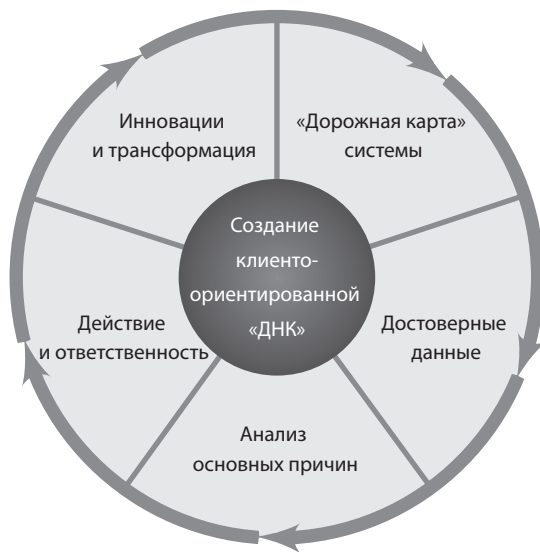 Инновации
и трансформация
«Дорожная карта»
системы
Создание
клиенто-
ориентированной
«ДНК»
Действие
и ответственность
Достоверные
данные
Анализ
основных причин